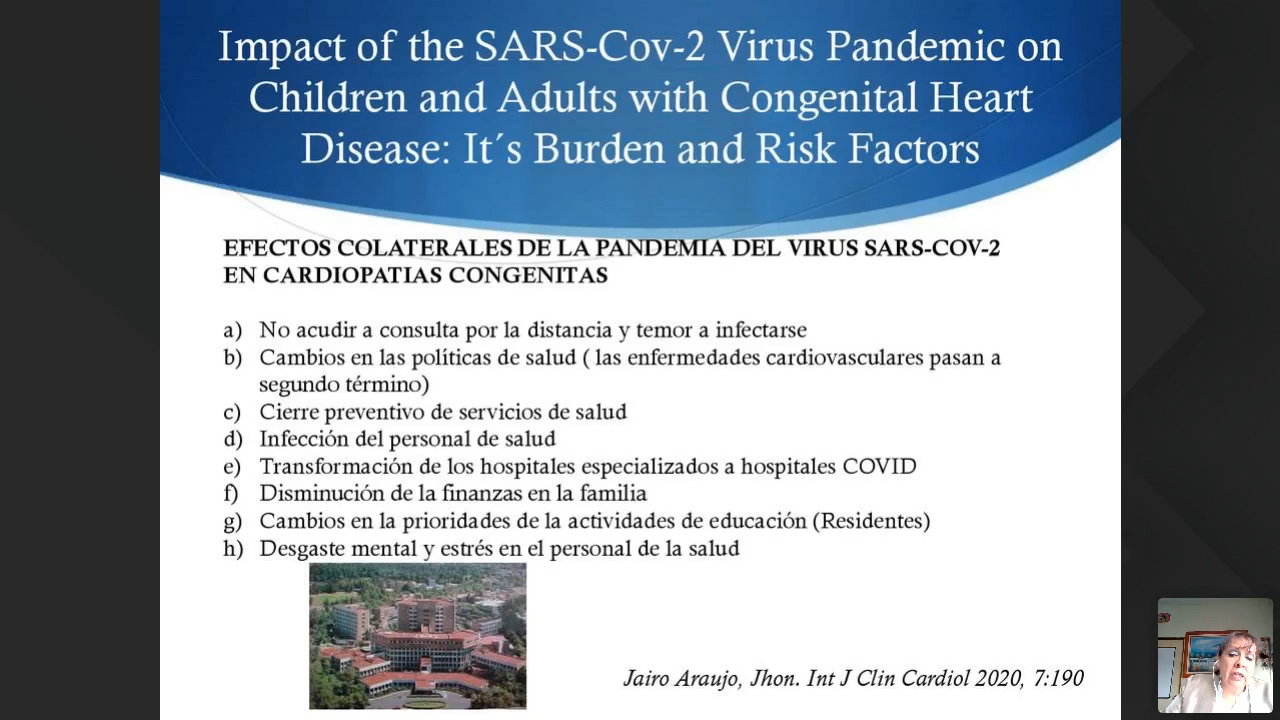 Impact of the SARS-Cov-2 Virus Pandemic on
Children and Adults with Congenital Heart
Disease: It´s Burden and Risk Factors
EFECTOS COLATERALES DE LA PANDEMIA DEL VIRUS SARS-COV-2
EN CARDIOPATIAS CONGENITAS
a) No acudir a consulta por la distancia y temor a infectarse
b) Cambios en las políticas de salud ( las enfermedades cardiovasculares pasan a
segundo término)
c) Cierre preventivo de servicios de salud
d) Infección del personal de salud
e) Transformación de los hospitales especializados a hospitales COVID
f) Disminución de la finanzas en la familia
g) Cambios en la prioridades de la actividades de educación (Residentes)
h) Desgaste mental y estrés en el personal de la salud
Jairo Araujo, Jhon. Int J Clin Cardiol 2020, 7:190